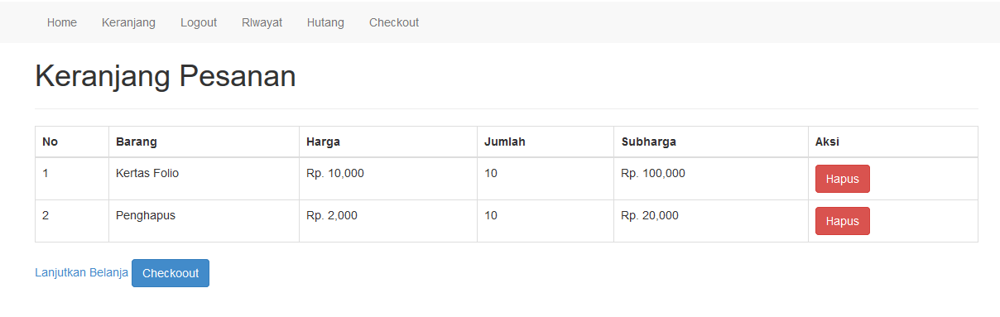 Home Keranjang Logout RIwayat Hutang Checkout
Keranjang Pesanan
No Barang Harga Jumlah Subharga Aksi
1 Kertas Folio Rp. 10,000 10 Rp. 100,000 Hapus
2 Penghapus Rp. 2,000 10 Rp. 20,000 Hapus
Lanjutkan Belanja Checkoout